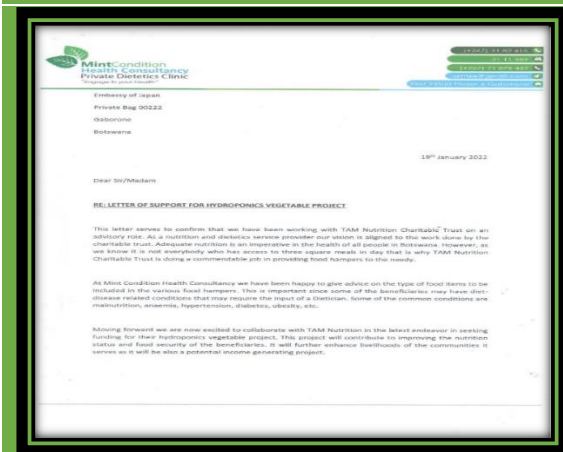 MintCondition
Health Consultancy
Private Dietetics Clinic
"Engage in your Health"
Embassy of Japan
Private Bag 00222
Gaborone
Botswana
19th January 2022
Dear Sir/Madam
RE: LETTER OF SUPPORT FOR HYDROPONICS VEGETABLE PROJECT
This letter serves to confirm that we have been working with TAM Nutrition Charitable Trust on an
advisory role. As a nutrition and dietetics service provider our vision is aligned to the work done by the
charitable trust. Adequate nutrition is an imperative in the health of all people in Botswana. However, as
we know it is not everybody who has access to three square meals in day that is why TAM Nutrition
Charitable Trust is doing a commendable job in providing food hampers to the needy.
At Mint Condition Health Consultancy we have been happy to give advice on the type of food items to be
included in the various food hampers. This is important since some of the beneficiaries may have diet-
disease related conditions that may require the input of a Dietician. Some of the common conditions are
malnutrition, anaemia, hypertension, diabetes, obesity, etc.
Moving forward we are now excited to collaborate with TAM Nutrition in the latest endeavor in seeking
funding for their hydroponics vegetable project. This project will contribute to improving the nutrition
status and food security of the beneficiaries. It will further enhance livelihoods of the communities it
serves as it will be also a potential income generating project.